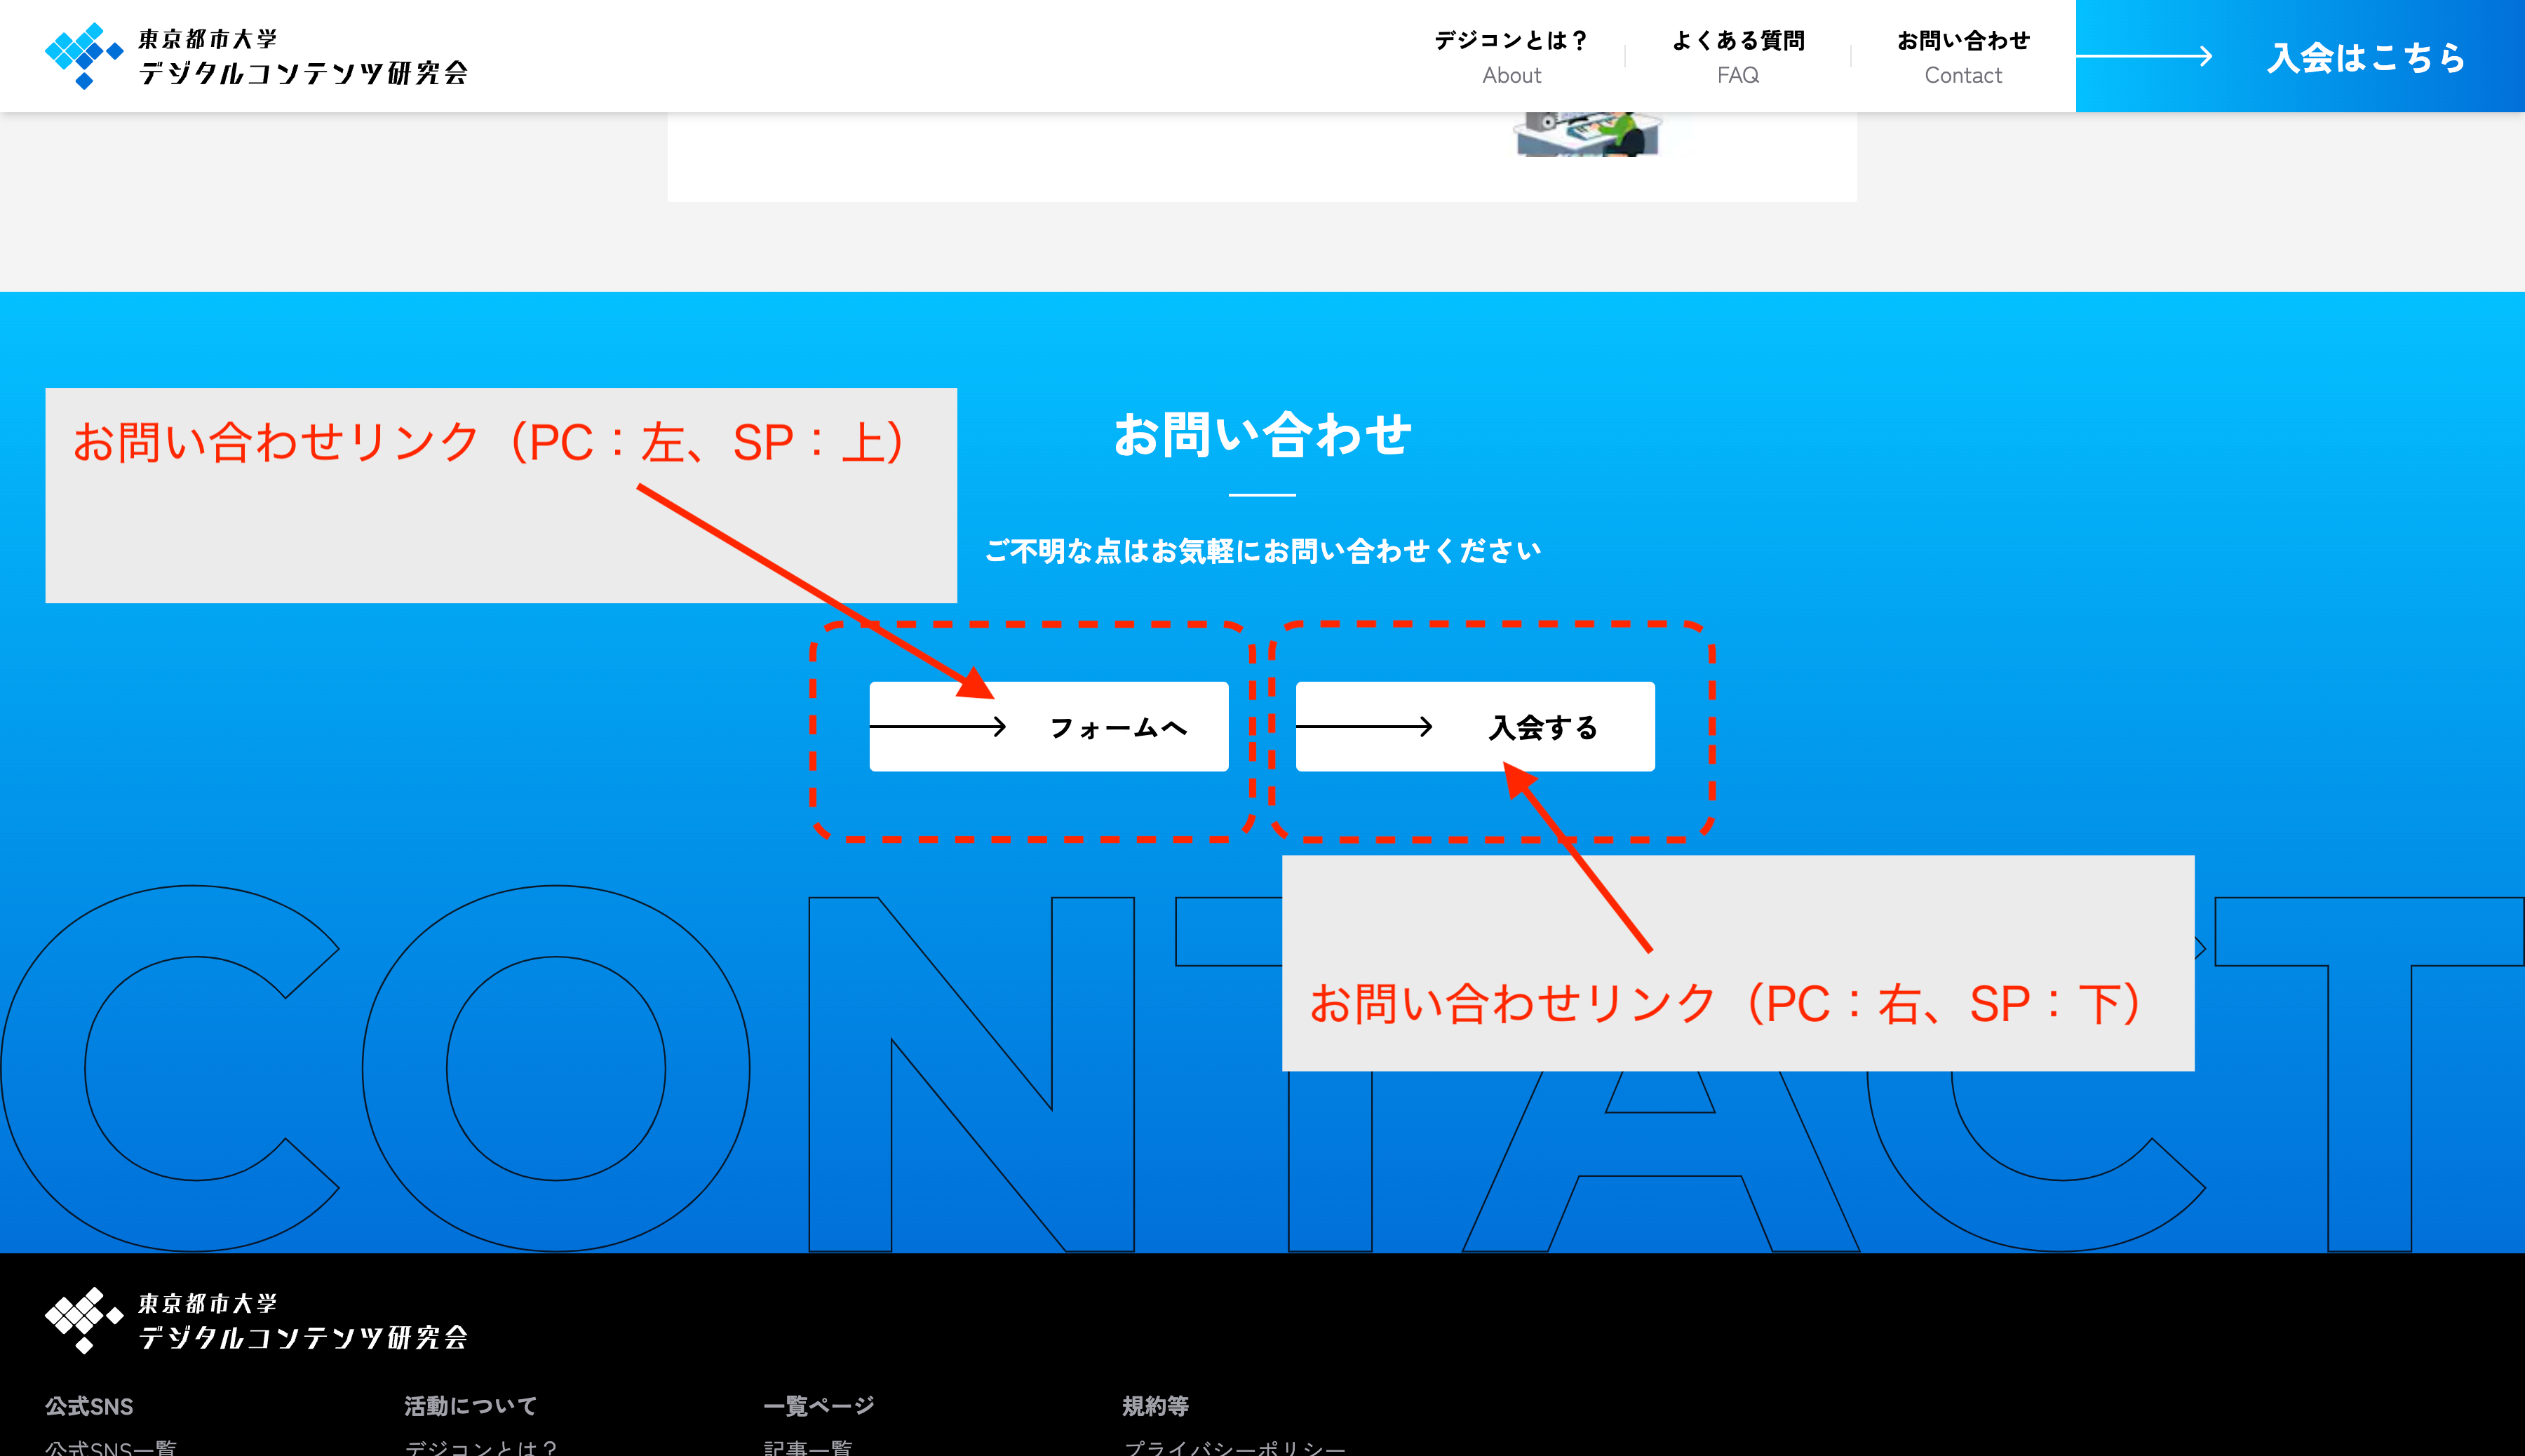 東京都市大学
デジタルコンテンツ研究会
デジコンとは？
About
よくある質問
FAQ
お問い合わせ
Contact
入会はこちら
お問い合わせリンク（PC：左、SP：上）
お問い合わせ
ご不明な点はお気軽にお問い合わせください
フォームへ
入会する
お問い合わせリンク（PC：右、SP：下）
CONTACT
東京都市大学
デジタルコンテンツ研究会
公式SNS
活動について
一覧ページ
規約等
公式SNS一覧
デジコンとは？
記事一覧
プライバシーポリシー